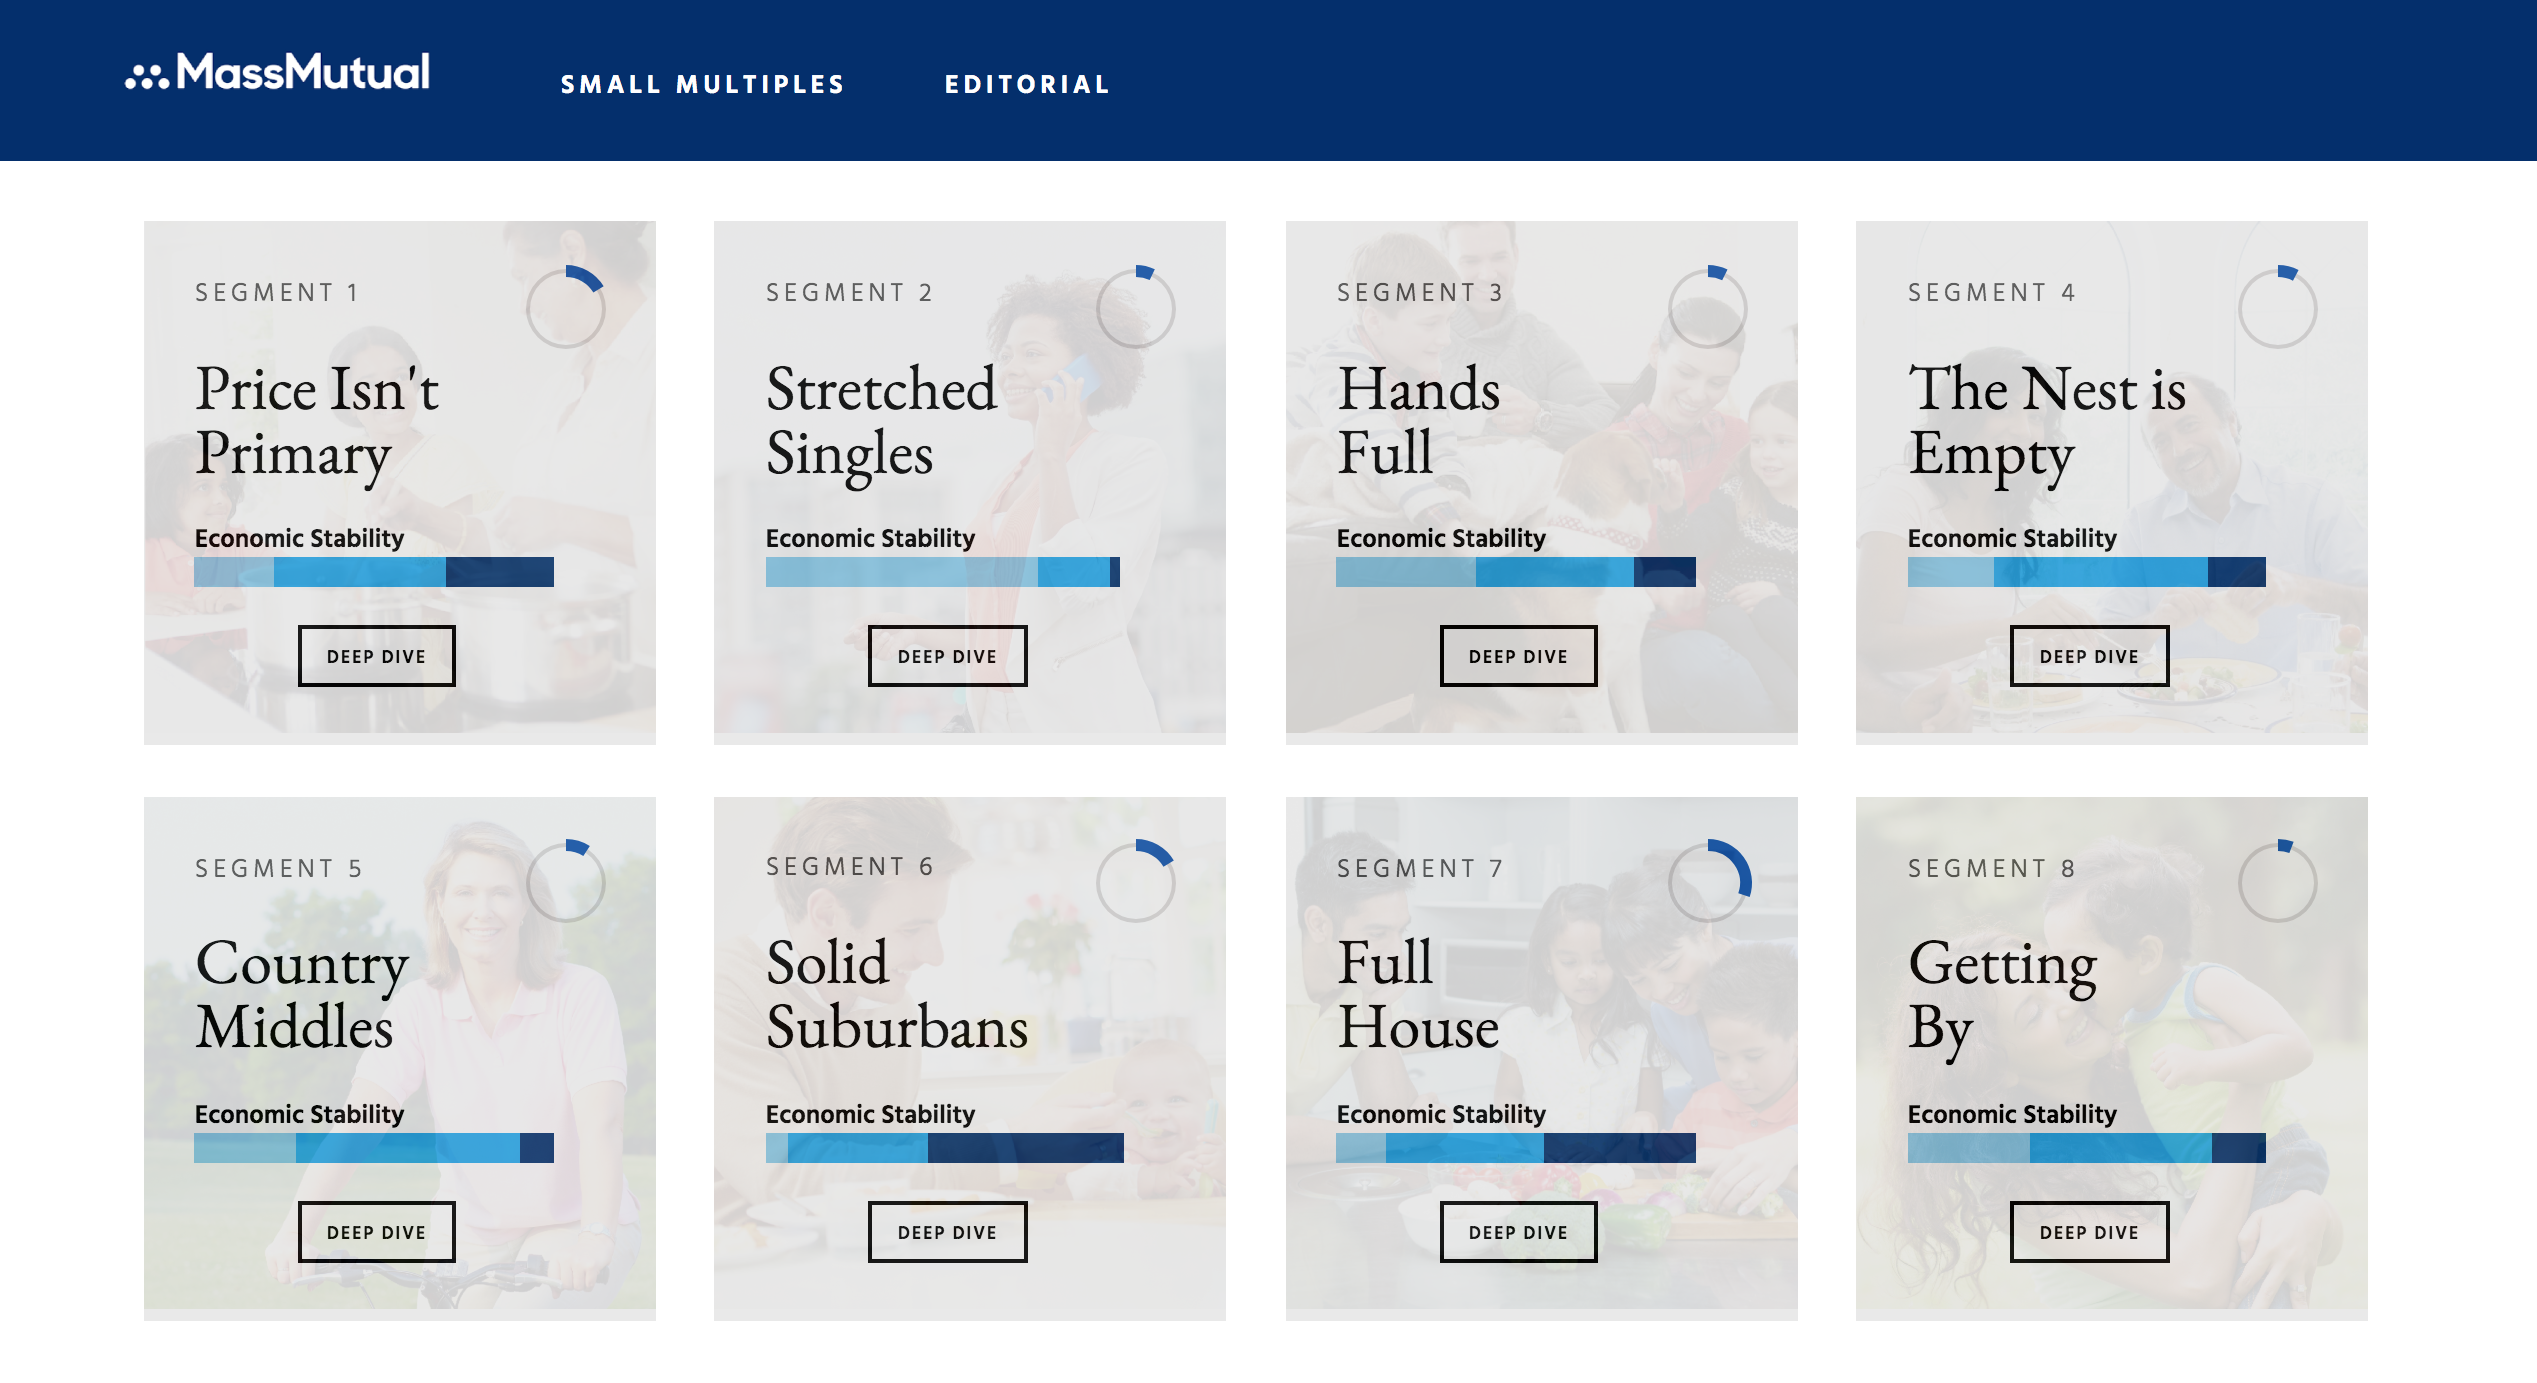 MassMutual
SMALL MULTIPLES
EDITORIAL
SEGMENT 1
Price Isn't
Primary
Economic Stability
DEEP DIVE
SEGMENT 2
Stretched
Singles
Economic Stability
DEEP DIVE
SEGMENT 3
Hands
Full
Economic Stability
DEEP DIVE
SEGMENT 4
The Nest is
Empty
Economic Stability
DEEP DIVE
SEGMENT 5
Country
Middles
Economic Stability
DEEP DIVE
SEGMENT 6
Solid
Suburbans
Economic Stability
DEEP DIVE
SEGMENT 7
Full
House
Economic Stability
DEEP DIVE
SEGMENT 8
Getting
By
Economic Stability
DEEP DIVE